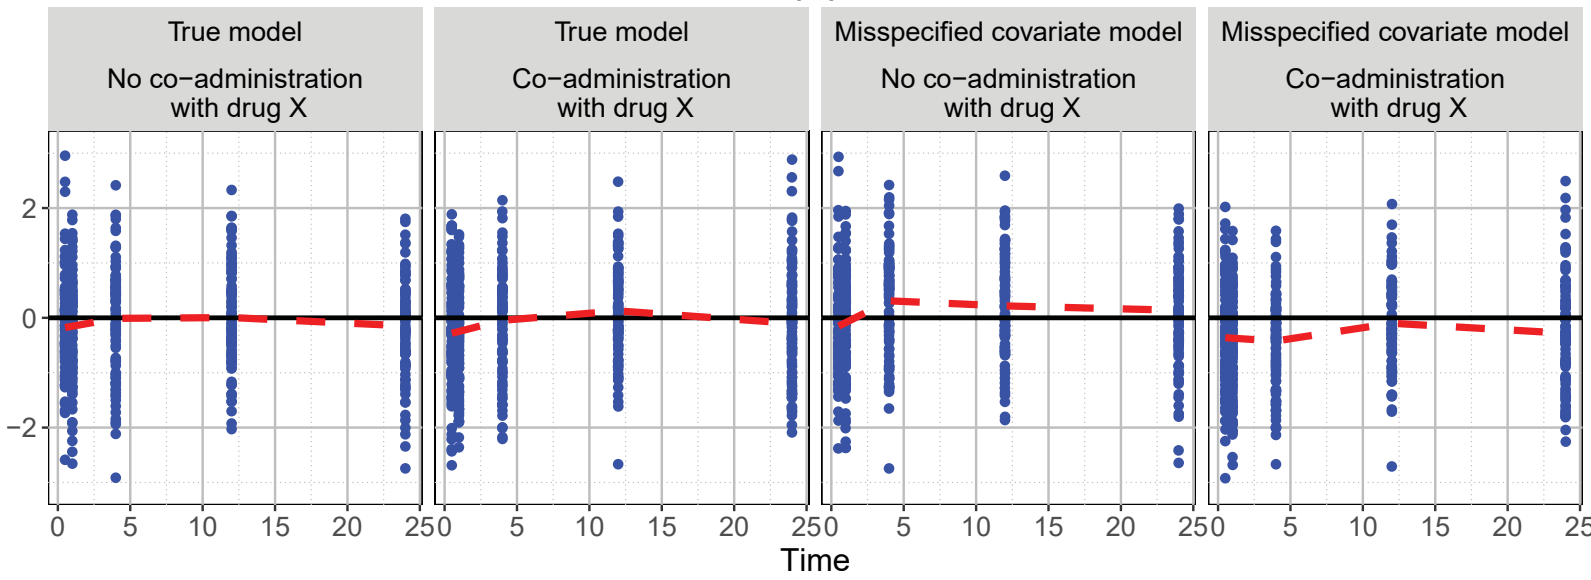 True model
True model
Misspecified covariate model
Misspecified covariate model
No co−administration
with drug X
Co−administration
with drug X
No co−administration
with drug X
Co−administration
with drug X
2
0
−2
0 5 10 15 20 25
0 5 10 15 20 25
0 5 10 15 20 25
0 5 10 15 20 25
Time